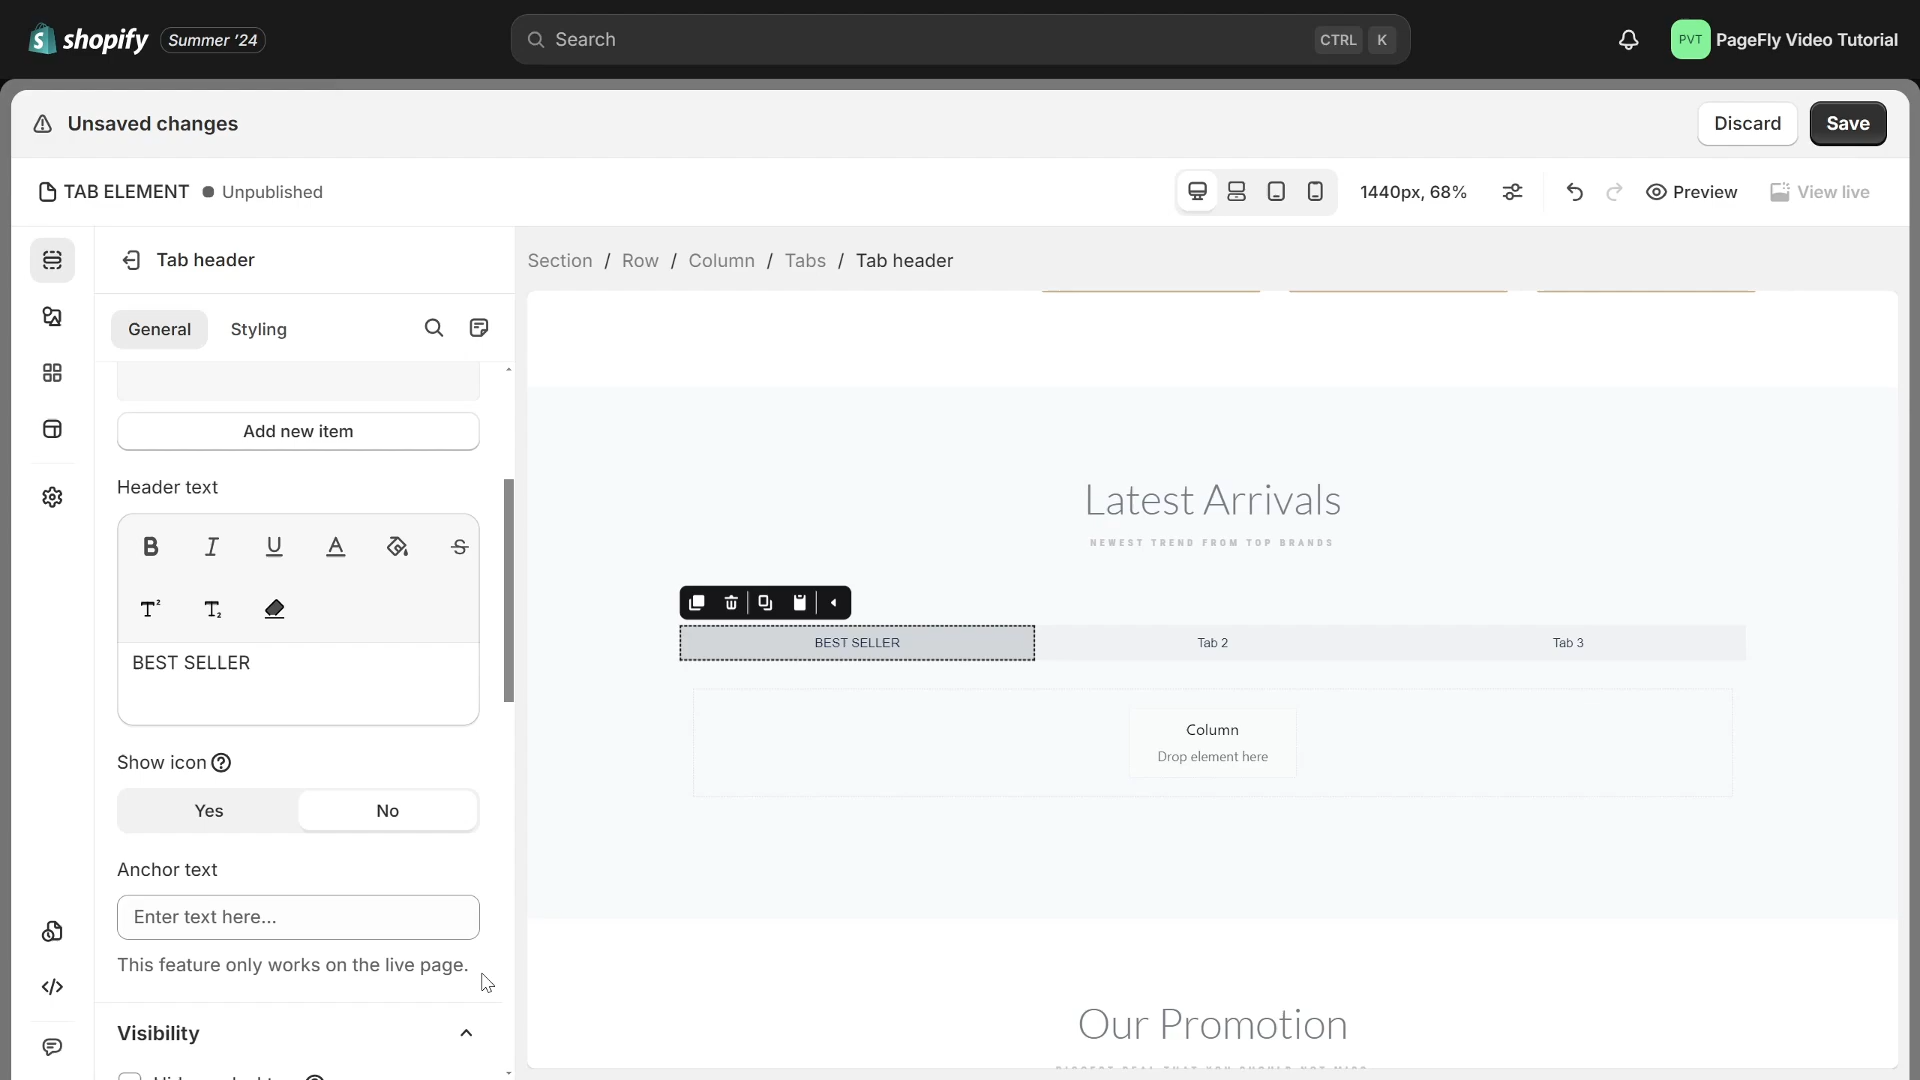 shopify Summer '24
Search CTRL K
PVT PageFly Video Tutorial
Unsaved changes
Discard Save
TAB ELEMENT Unpublished
1440px, 68% Preview View live
Tab header
Section / Row / Column / Tabs / Tab header
General Styling
Add new item
Header text
B I U A S
T² T₂
BEST SELLER
Show icon
Yes No
Anchor text
Enter text here...
This feature only works on the live page.
Visibility
Latest Arrivals
NEWEST TREND FROM TOP BRANDS
BEST SELLER Tab 2 Tab 3
Column
Drop element here
Our Promotion